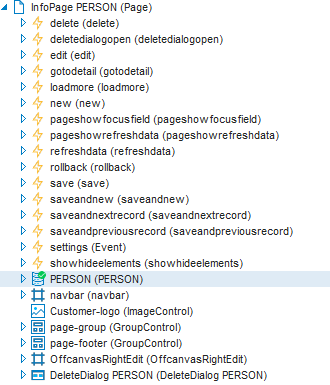 InfoPage PERSON (Page)
delete (delete)
deletedialogopen (deletedialogopen)
edit (edit)
gotodetail (gotodetail)
loadmore (loadmore)
new (new)
pageshowfocusfield (pageshowfocusfield)
pageshowrefreshdata (pageshowrefreshdata)
refreshdata (refreshdata)
rollback (rollback)
save (save)
saveandnew (saveandnew)
saveandnextrecord (saveandnextrecord)
saveandpreviousrecord (saveandpreviousrecord)
settings (Event)
showhideelements (showhideelements)
PERSON (PERSON)
navbar (navbar)
Customer-logo (ImageControl)
page-group (GroupControl)
page-footer (GroupControl)
OffcanvasRightEdit (OffcanvasRightEdit)
DeleteDialog PERSON (DeleteDialog PERSON)